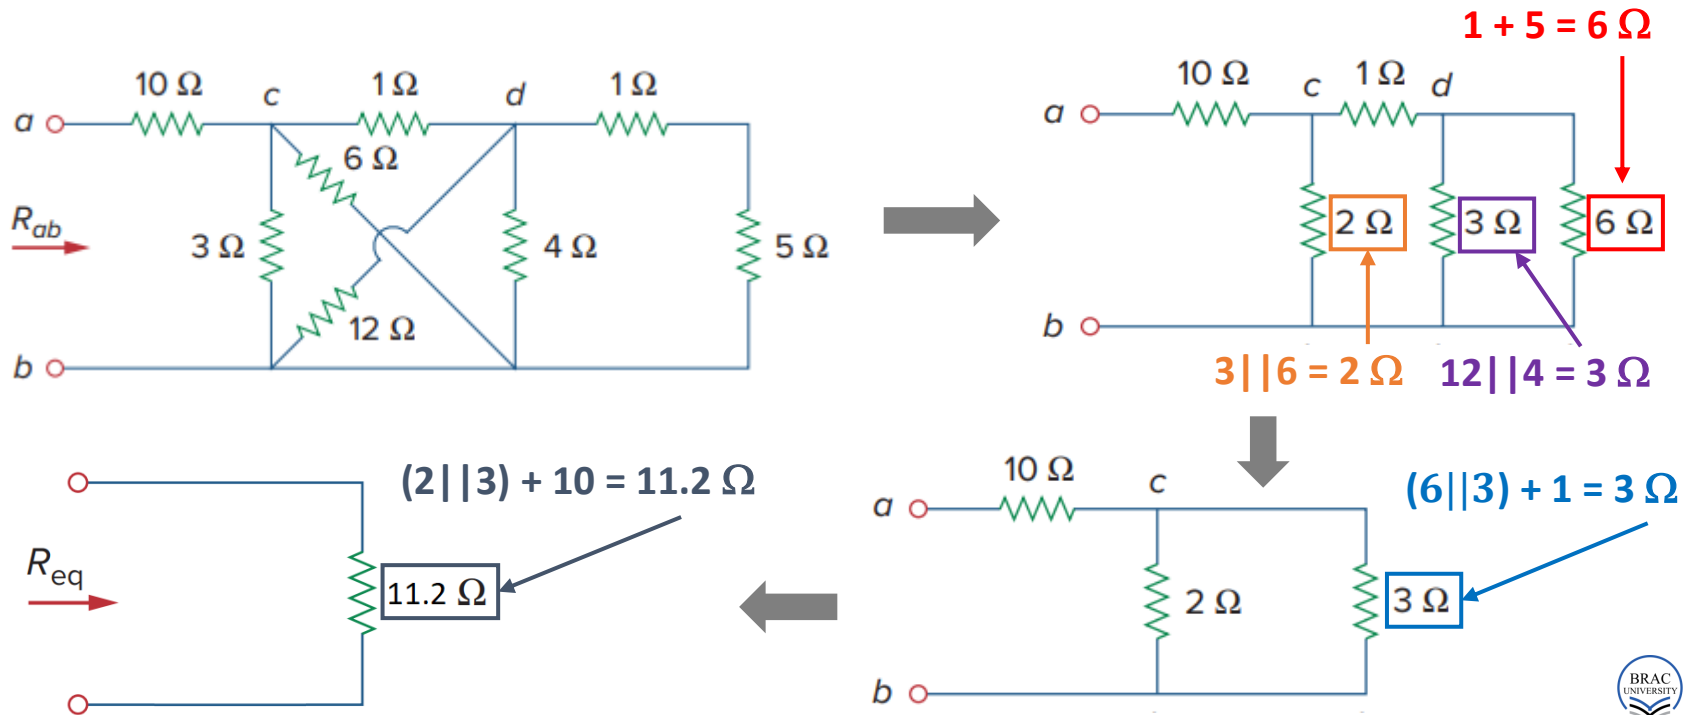 1 + 5 = 6 Ω
10 Ω
c
1 Ω
d
1 Ω
a
6 Ω
R_ab
3 Ω
4 Ω
5 Ω
12 Ω
b
10 Ω
c
1 Ω
d
a
2 Ω
3 Ω
6 Ω
b
3||6 = 2 Ω
12||4 = 3 Ω
(2||3) + 10 = 11.2 Ω
R_eq
11.2 Ω
10 Ω
c
(6||3) + 1 = 3 Ω
a
2 Ω
3 Ω
b
BRAC
UNIVERSITY